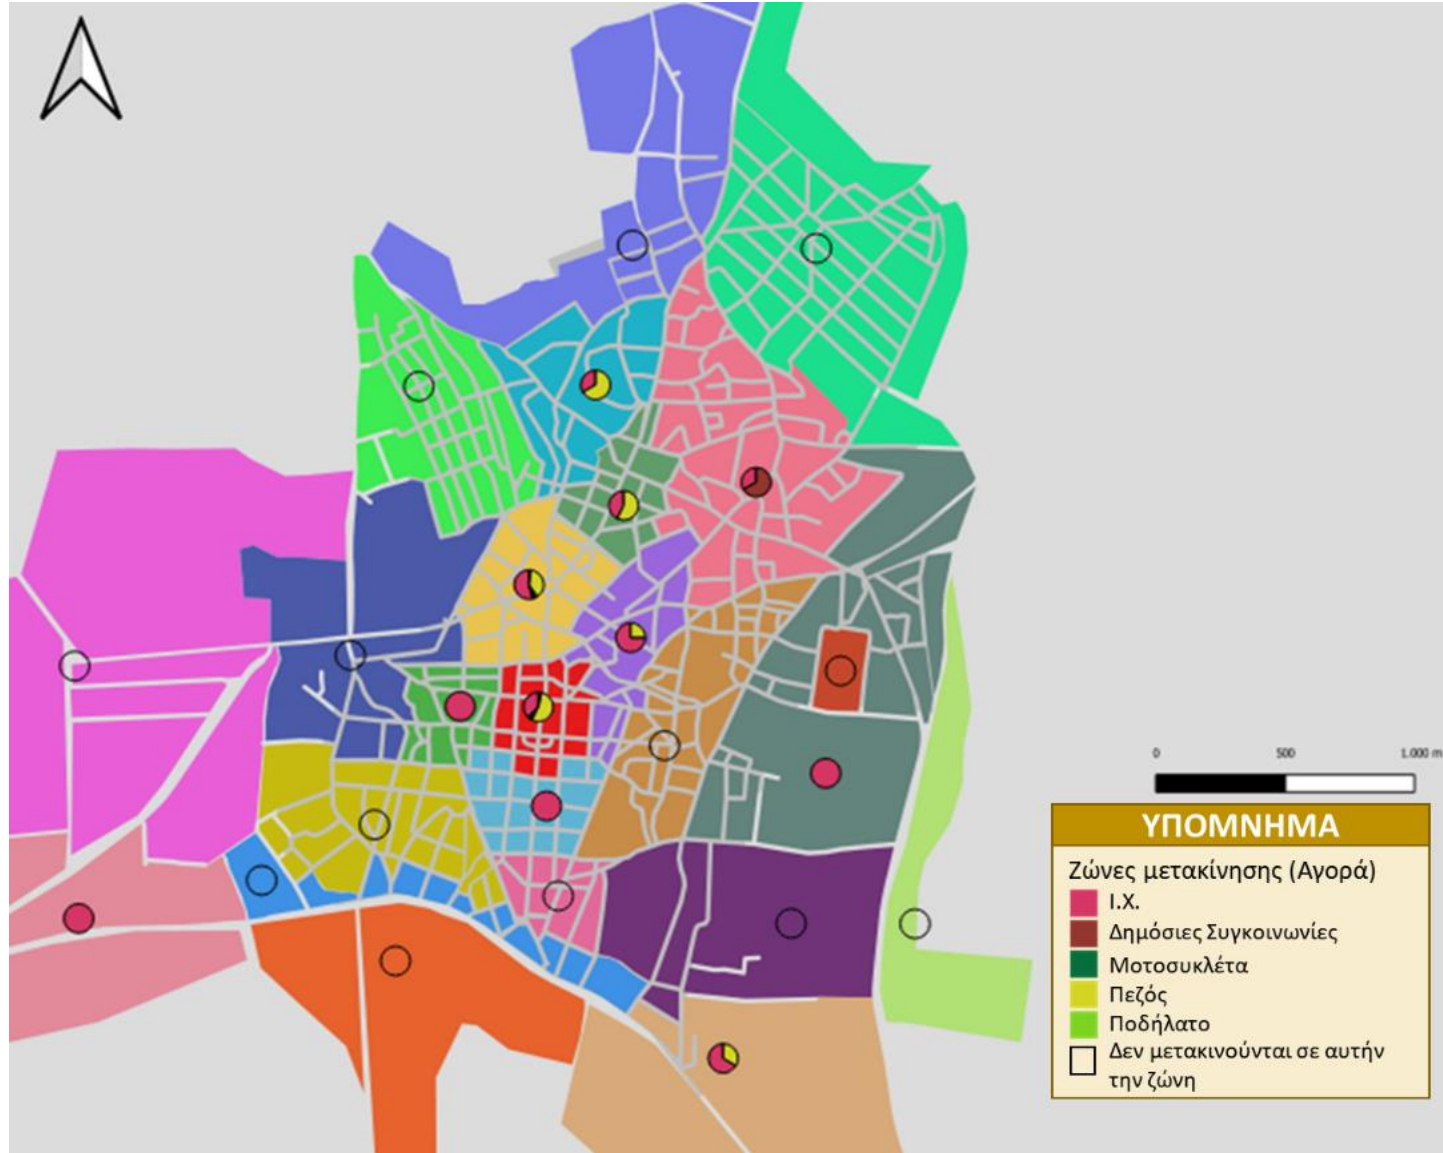 0 500 1.000 m
ΥΠΟΜΝΗΜΑ
Ζώνες μετακίνησης (Αγορά)
Ι.Χ.
Δημόσιες Συγκοινωνίες
Μοτοσυκλέτα
Πεζός
Ποδήλατο
Δεν μετακινούνται σε αυτήν
την ζώνη